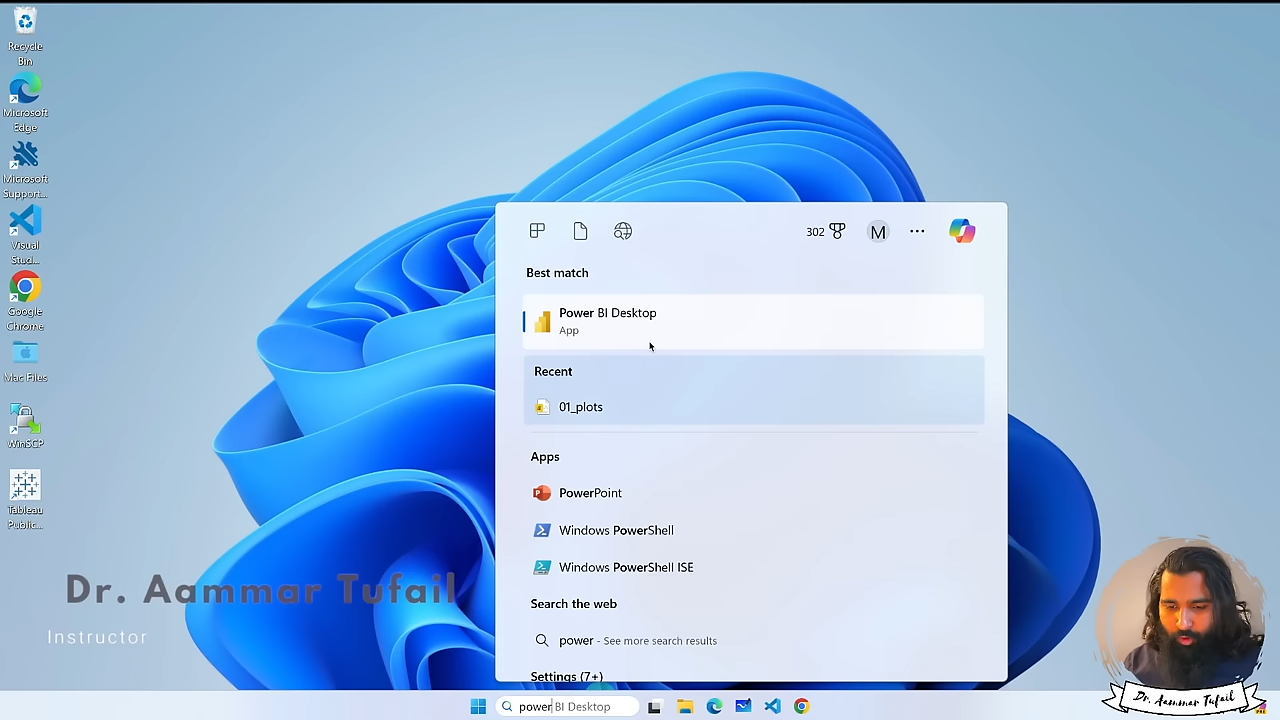 Recycle
Bin
Microsoft
Edge
Microsoft
Support...
Visual
Stud...
Google
Chrome
Mac Files
WinSCP
Tableau
Public...
302
M
Best match
Power BI Desktop
App
Recent
01_plots
Apps
PowerPoint
Windows PowerShell
Windows PowerShell ISE
Search the web
power - See more search results
Settings (7+)
Dr. Aammar Tufail
Instructor
Dr. Aammar Tufail
power BI Desktop